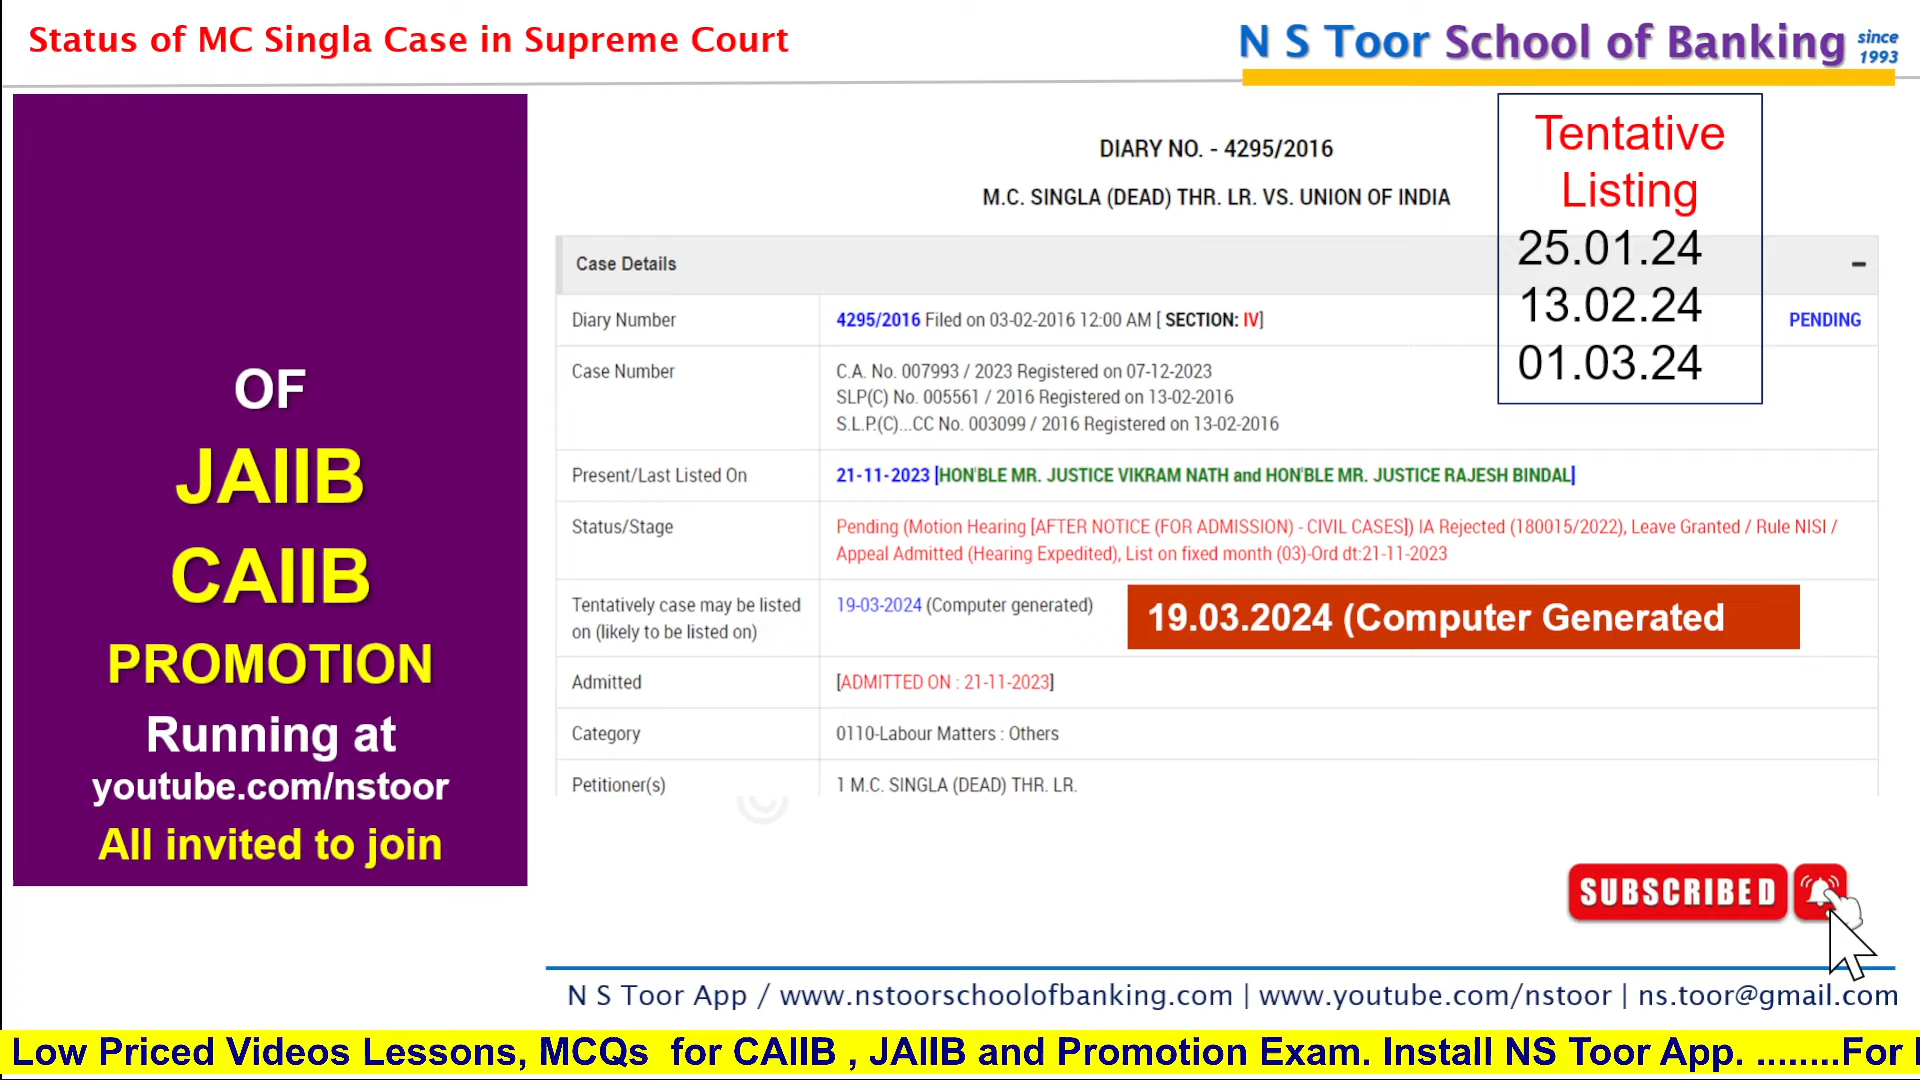 Status of MC Singla Case in Supreme Court
N S Toor School of Banking since 1993
OF
JAIIB
CAIIB
PROMOTION
Running at
youtube.com/nstoor
All invited to join
DIARY NO. - 4295/2016
M.C. SINGLA (DEAD) THR. LR. VS. UNION OF INDIA
Tentative
Listing
25.01.24
13.02.24
01.03.24
Case Details
Diary Number 4295/2016 Filed on 03-02-2016 12:00 AM [ SECTION: IV] PENDING
Case Number C.A. No. 007993 / 2023 Registered on 07-12-2023
SLP(C) No. 005561 / 2016 Registered on 13-02-2016
S.L.P.(C)...CC No. 003099 / 2016 Registered on 13-02-2016
Present/Last Listed On 21-11-2023 [HON'BLE MR. JUSTICE VIKRAM NATH and HON'BLE MR. JUSTICE RAJESH BINDAL]
Status/Stage Pending (Motion Hearing [AFTER NOTICE (FOR ADMISSION) - CIVIL CASES]) IA Rejected (180015/2022), Leave Granted / Rule NISI /
Appeal Admitted (Hearing Expedited), List on fixed month (03)-Ord dt:21-11-2023
Tentatively case may be listed
on (likely to be listed on) 19-03-2024 (Computer generated)
19.03.2024 (Computer Generated
Admitted [ADMITTED ON : 21-11-2023]
Category 0110-Labour Matters : Others
Petitioner(s) 1 M.C. SINGLA (DEAD) THR. LR.
SUBSCRIBED
N S Toor App / www.nstoorschoolofbanking.com | www.youtube.com/nstoor | ns.toor@gmail.com
Low Priced Videos Lessons, MCQs for CAIIB , JAIIB and Promotion Exam. Install NS Toor App. ........For